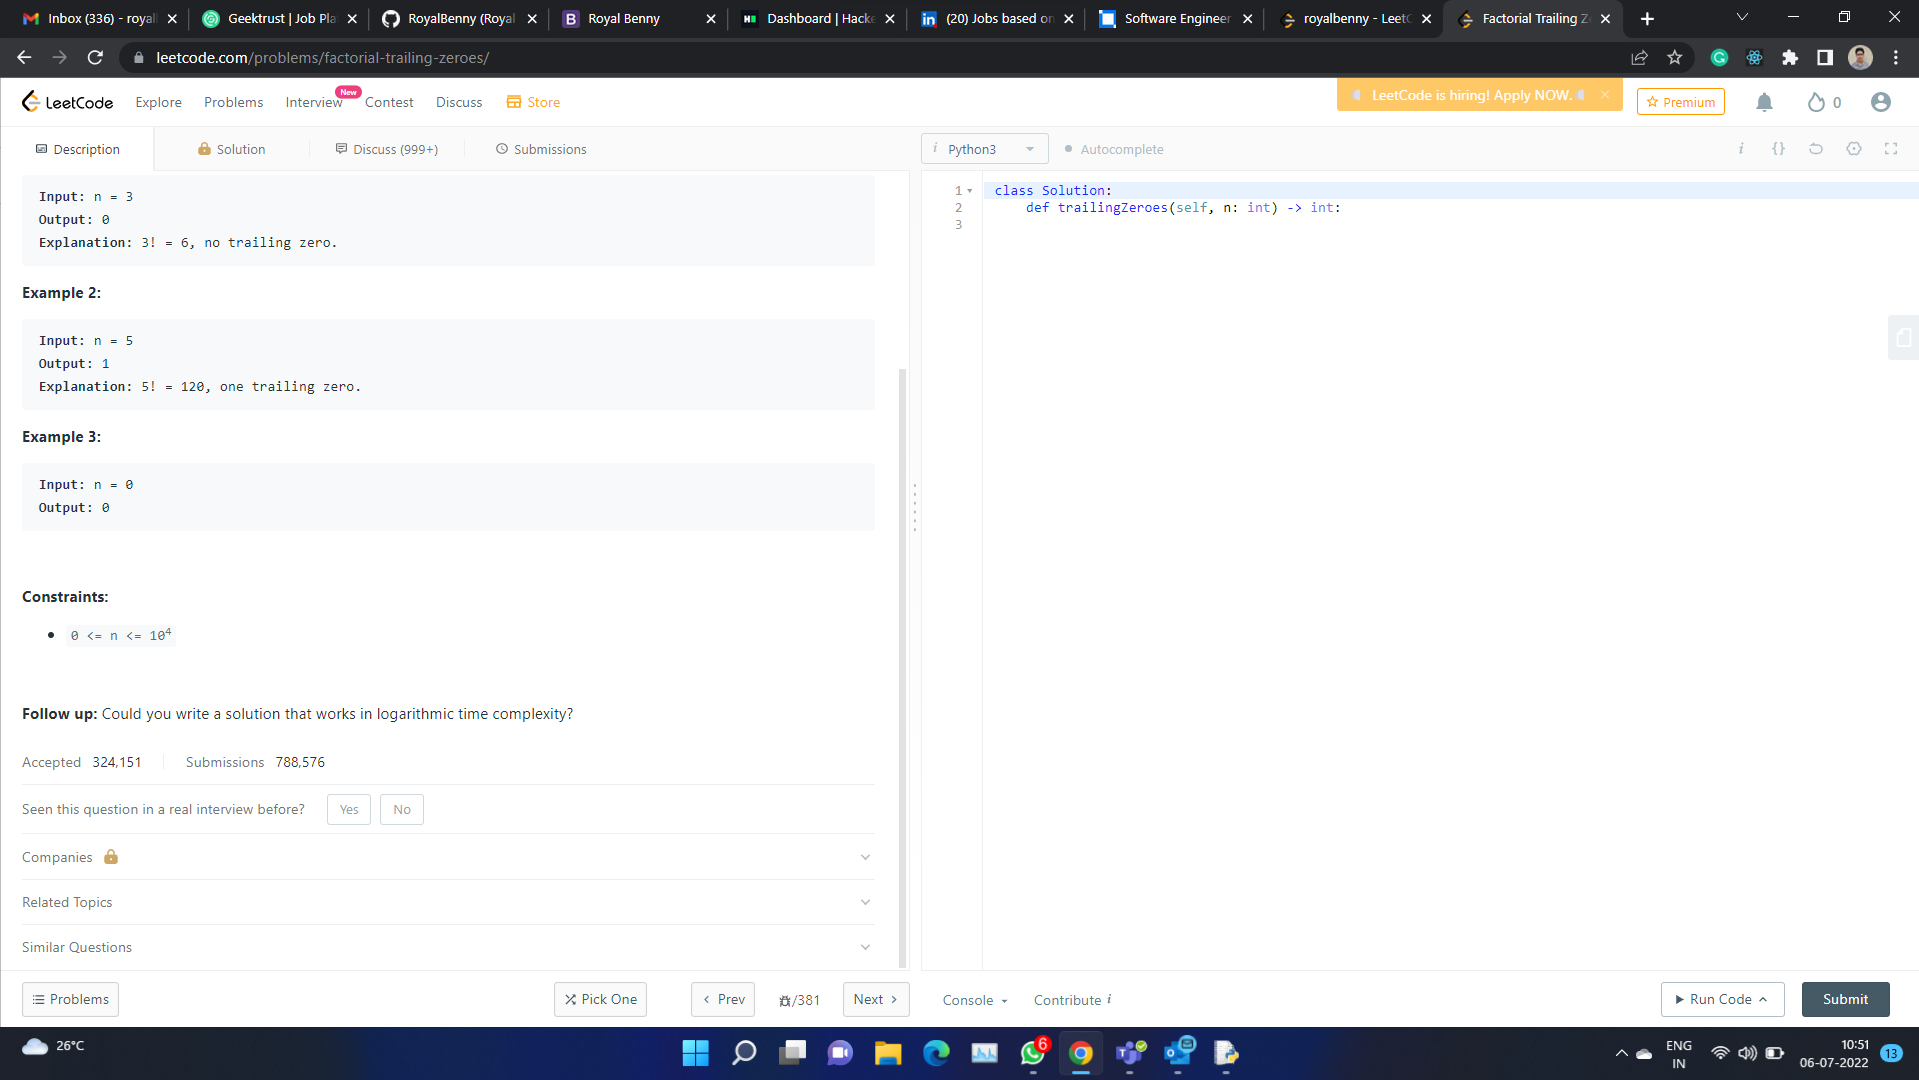 Inbox (336) - royal
Geektrust | Job Pla
RoyalBenny (Royal
Royal Benny
Dashboard | Hacke
(20) Jobs based on
Software Engineer
royalbenny - LeetC
Factorial Trailing Z
leetcode.com/problems/factorial-trailing-zeroes/
LeetCode
Explore
Problems
Interview
New
Contest
Discuss
Store
LeetCode is hiring! Apply NOW.
Premium
0
Description
Solution
Discuss (999+)
Submissions
i Python3
Autocomplete
i {}
Input: n = 3
Output: 0
Explanation: 3! = 6, no trailing zero.
Example 2:
Input: n = 5
Output: 1
Explanation: 5! = 120, one trailing zero.
Example 3:
Input: n = 0
Output: 0
Constraints:
0 <= n <= 10⁴
Follow up: Could you write a solution that works in logarithmic time complexity?
Accepted 324,151 Submissions 788,576
Seen this question in a real interview before? Yes No
Companies
Related Topics
Similar Questions
1 class Solution:
2     def trailingZeroes(self, n: int) -> int:
3
Problems
Pick One
Prev
/381
Next
Console
Contribute i
Run Code
Submit
26°C
6
ENG
IN
10:51
06-07-2022
13